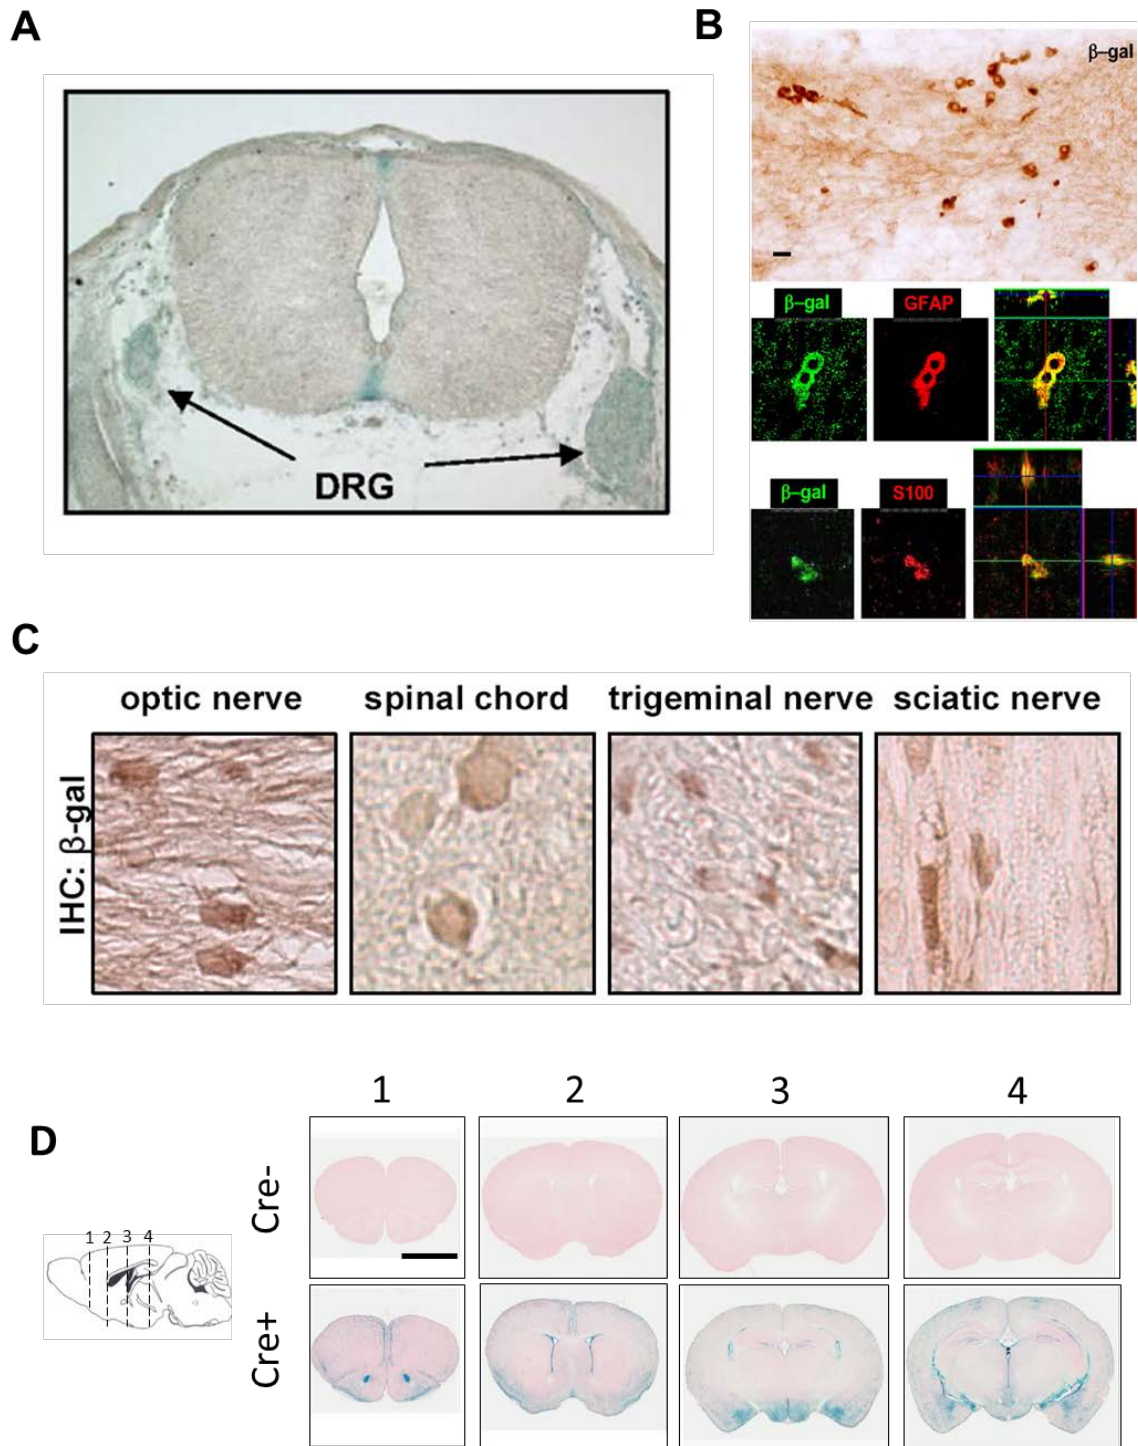 A
DRG
B
β–gal
β–gal GFAP
β–gal S100
C
optic nerve spinal chord trigeminal nerve sciatic nerve
IHC: β-gal
D
1 2 3 4
1 2 3 4
Cre-
Cre+